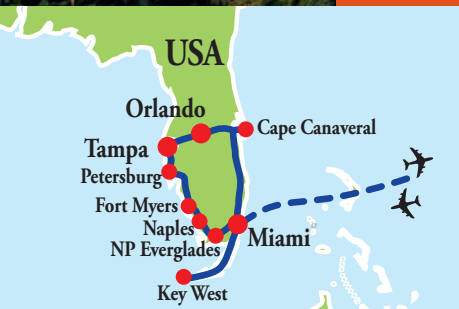 USA
Orlando
Cape Canaveral
Tampa
Petersburg
Fort Myers
Naples
Miami
NP Everglades
Key West